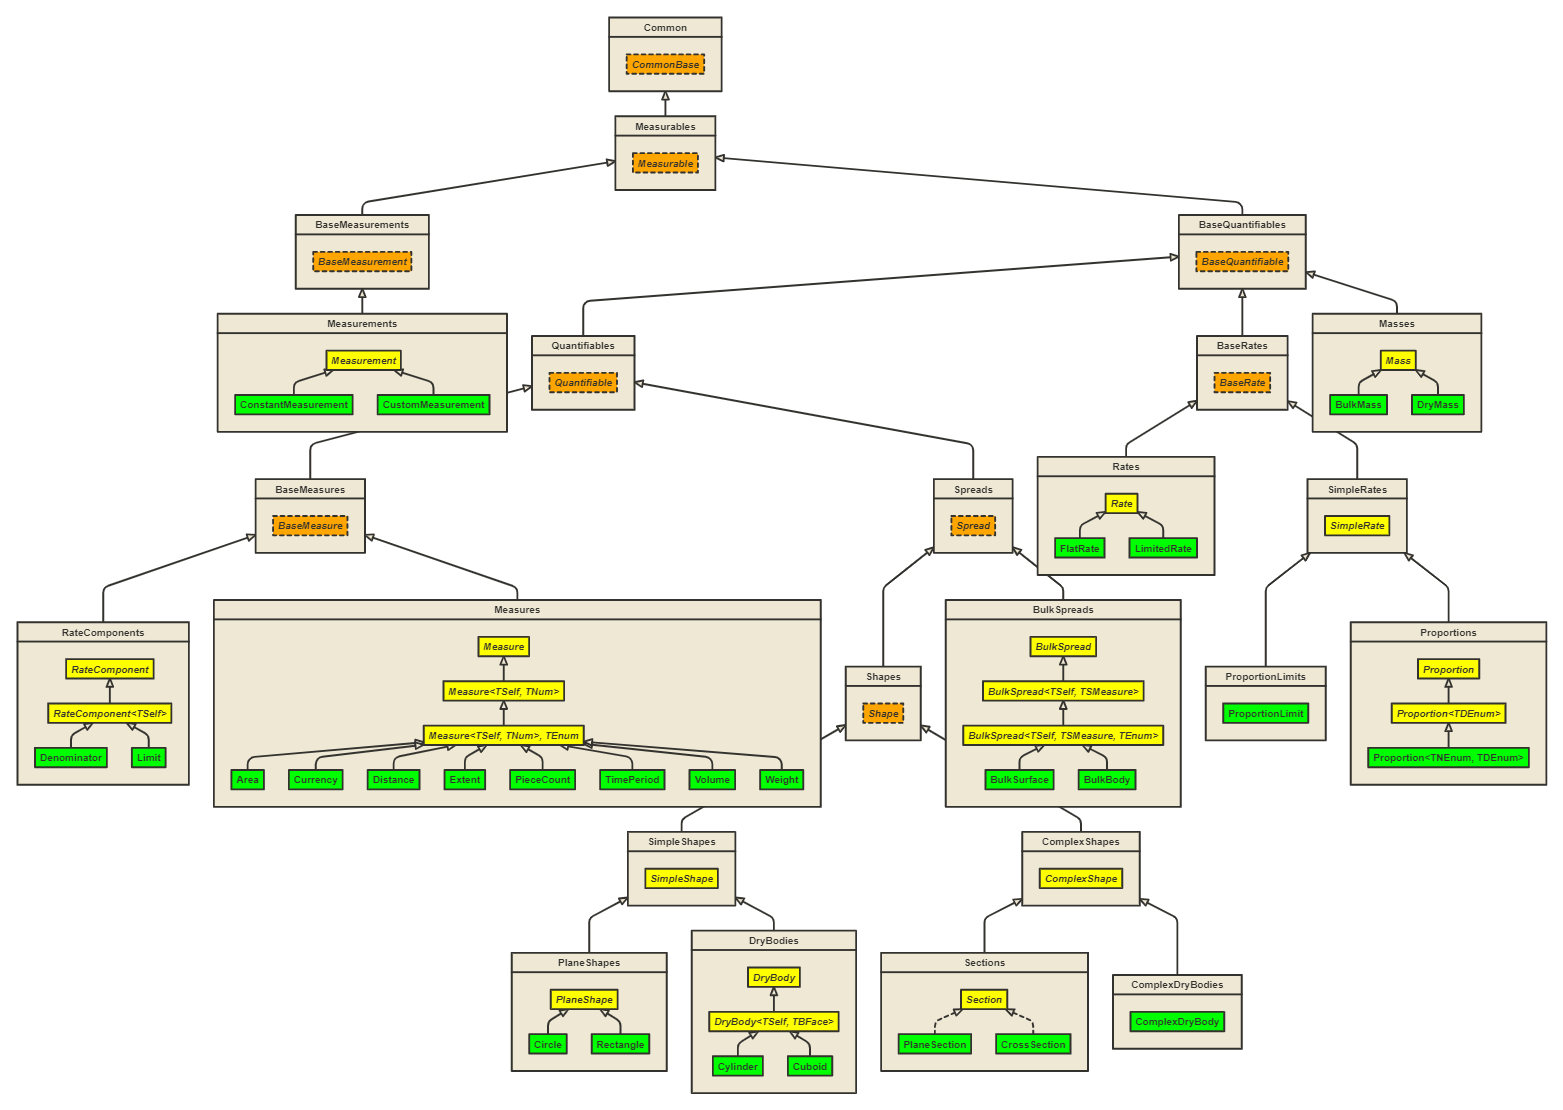 Common
CommonBase
Measurables
Measurable
BaseMeasurements
BaseMeasurement
BaseQuantifiables
BaseQuantifiable
Measurements
Measurement
ConstantMeasurement
CustomMeasurement
Quantifiables
Quantifiable
BaseRates
BaseRate
Masses
Mass
BulkMass
DryMass
BaseMeasures
BaseMeasure
Spreads
Spread
Rates
Rate
FlatRate
LimitedRate
SimpleRates
SimpleRate
RateComponents
RateComponent
RateComponent<TSelf>
Denominator
Limit
Measures
Measure
Measure<TSelf, TNum>
Measure<TSelf, TNum>, TEnum
Area
Currency
Distance
Extent
PieceCount
TimePeriod
Volume
Weight
Shapes
Shape
BulkSpreads
BulkSpread
BulkSpread<TSelf, TSMeasure>
BulkSpread<TSelf, TSMeasure, TEnum>
BulkSurface
BulkBody
ProportionLimits
ProportionLimit
Proportions
Proportion
Proportion<TDEnum>
Proportion<TNEnum, TDEnum>
SimpleShapes
SimpleShape
ComplexShapes
ComplexShape
PlaneShapes
PlaneShape
Circle
Rectangle
DryBodies
DryBody
DryBody<TSelf, TBFace>
Cylinder
Cuboid
Sections
Section
PlaneSection
CrossSection
ComplexDryBodies
ComplexDryBody